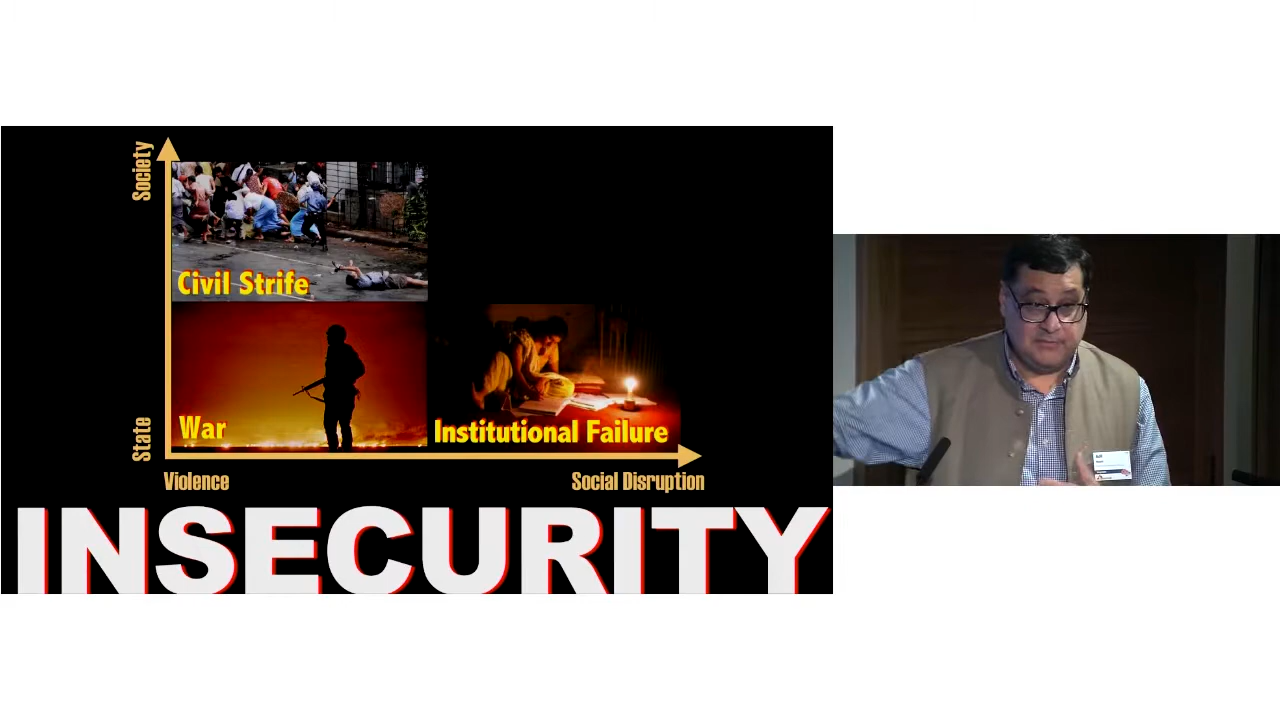 Society
Civil Strife
War
Institutional Failure
State
Violence
Social Disruption
INSECURITY